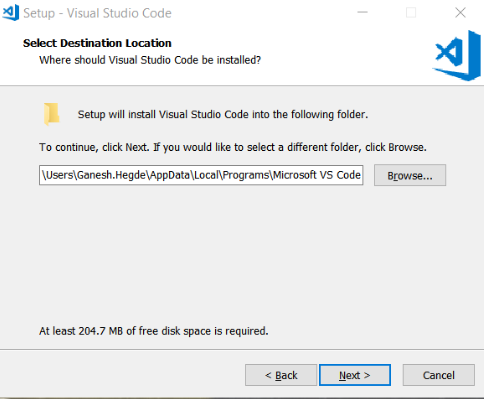 Setup - Visual Studio Code
Select Destination Location
Where should Visual Studio Code be installed?
Setup will install Visual Studio Code into the following folder.
To continue, click Next. If you would like to select a different folder, click Browse.
\Users\Ganesh.Hegde\AppData\Local\Programs\Microsoft VS Code
Browse...
At least 204.7 MB of free disk space is required.
< Back
Next >
Cancel